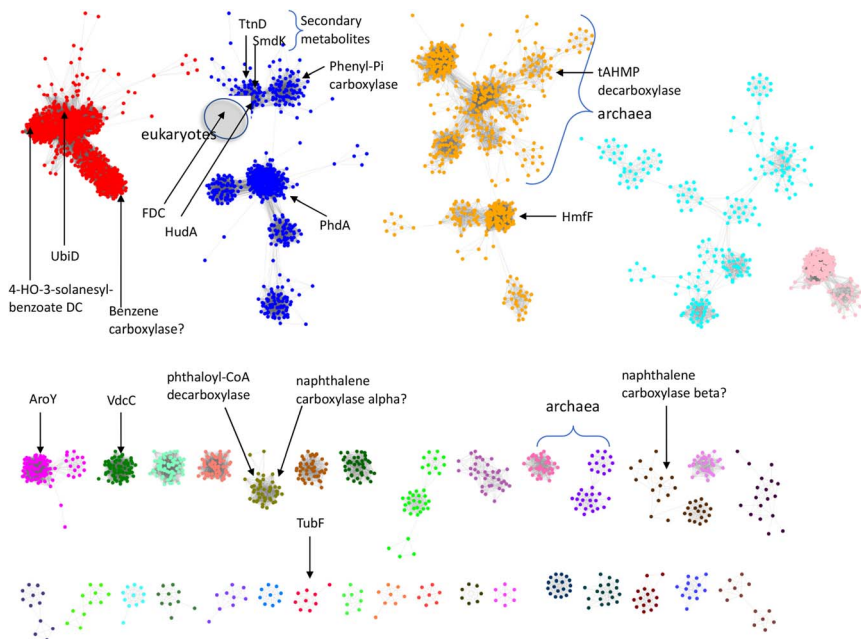 TtnD
SmdK
Secondary
metabolites
Phenyl-Pi
carboxylase
eukaryotes
FDC
HudA
PhdA
UbiD
4-HO-3-solanesyl-
benzoate DC
Benzene
carboxylase?
tAHMP
decarboxylase
archaea
HmfF
AroY
VdcC
phthaloyl-CoA
decarboxylase
naphthalene
carboxylase alpha?
archaea
naphthalene
carboxylase beta?
TubF